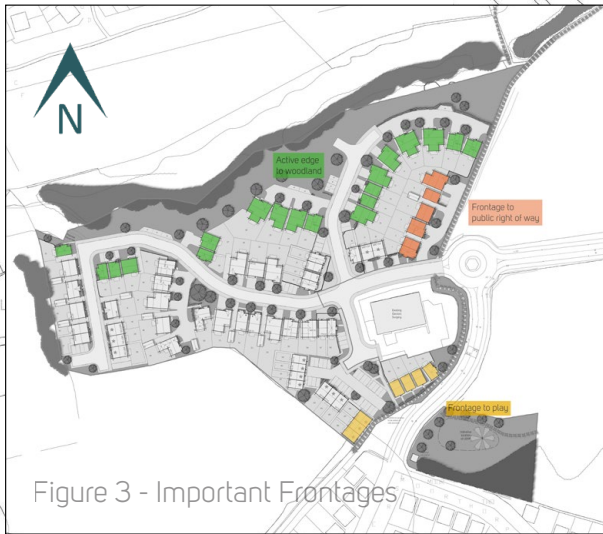 N
Active edge
to woodland
Frontage to
public right of way
Frontage to play
Figure 3 - Important Frontages